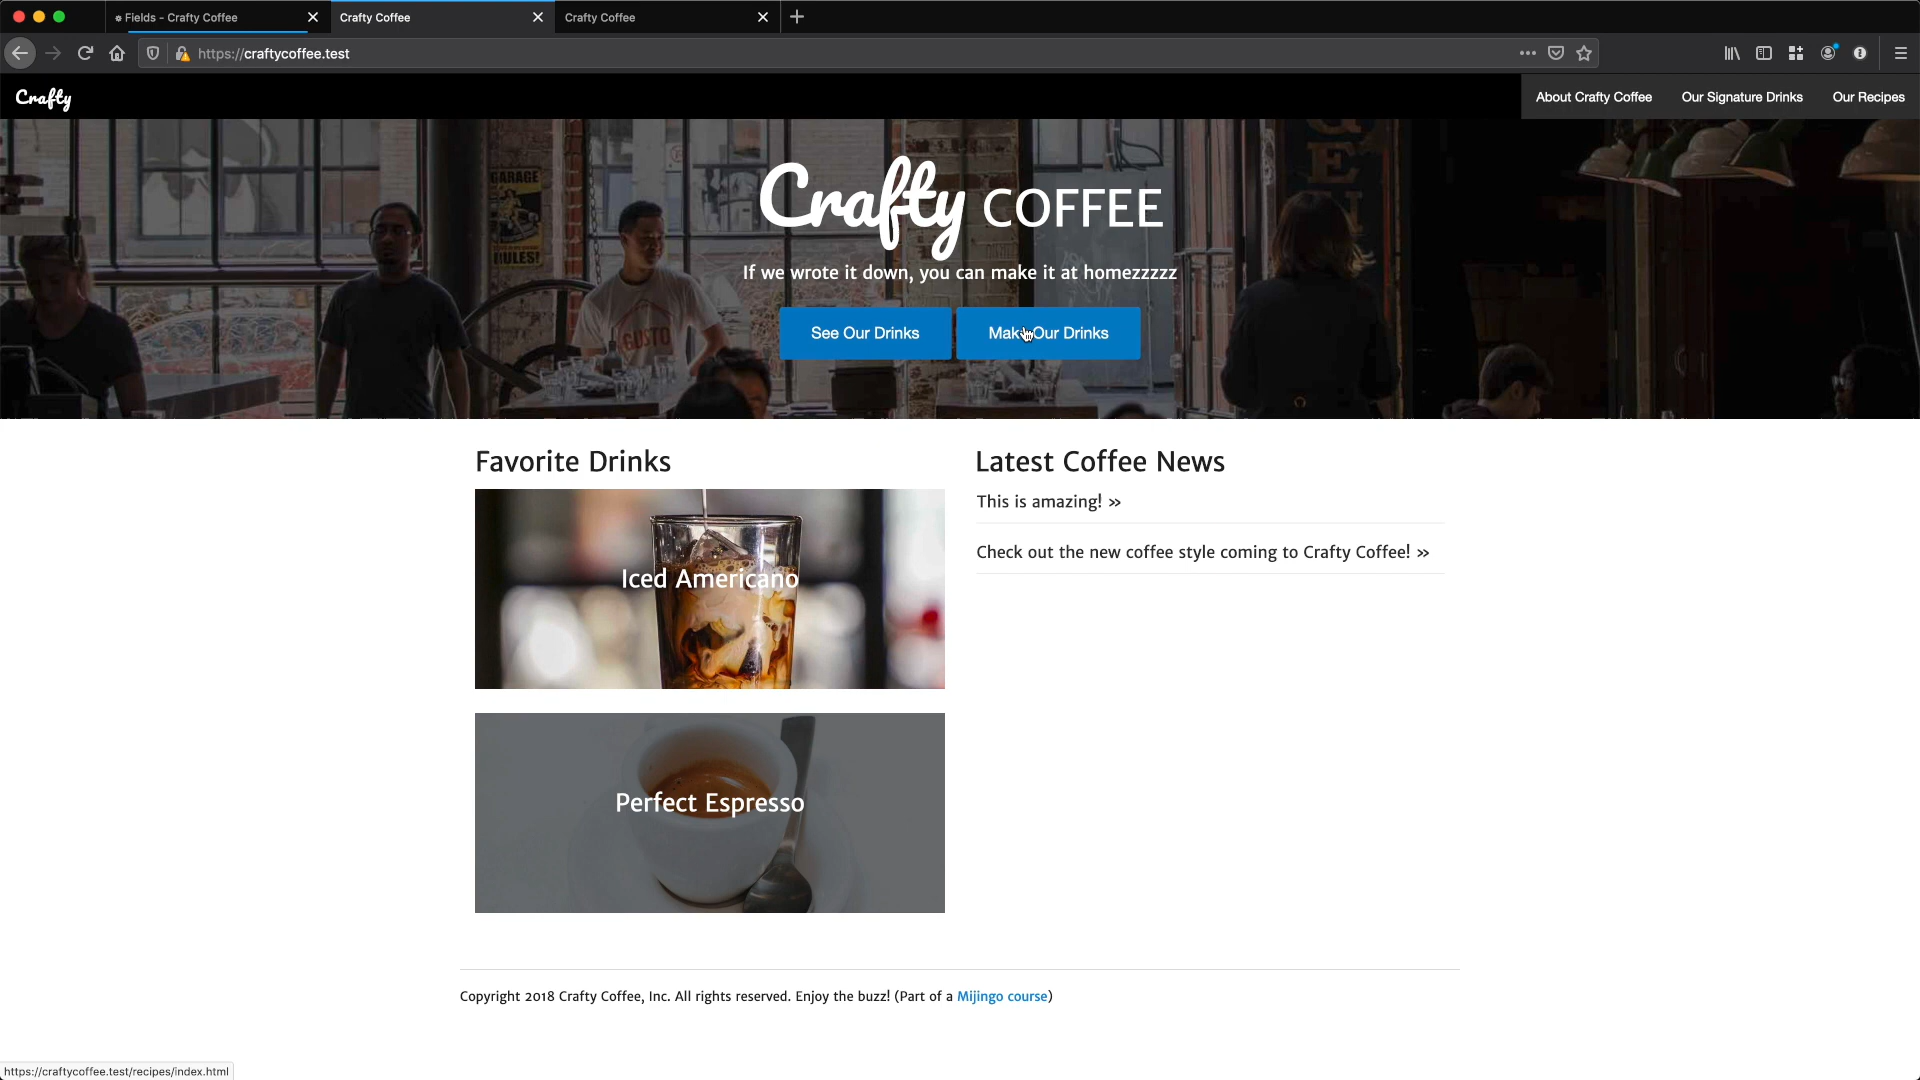 Fields - Crafty Coffee
Crafty Coffee
Crafty Coffee
https://craftycoffee.test
Crafty
About Crafty Coffee
Our Signature Drinks
Our Recipes
GARAGE
RULES!
GUSTO
Crafty COFFEE
If we wrote it down, you can make it at homezzzzz
See Our Drinks
Make Our Drinks
Favorite Drinks
Latest Coffee News
This is amazing! »
Check out the new coffee style coming to Crafty Coffee! »
Iced Americano
Perfect Espresso
Copyright 2018 Crafty Coffee, Inc. All rights reserved. Enjoy the buzz! (Part of a Mijingo course)
https://craftycoffee.test/recipes/index.html